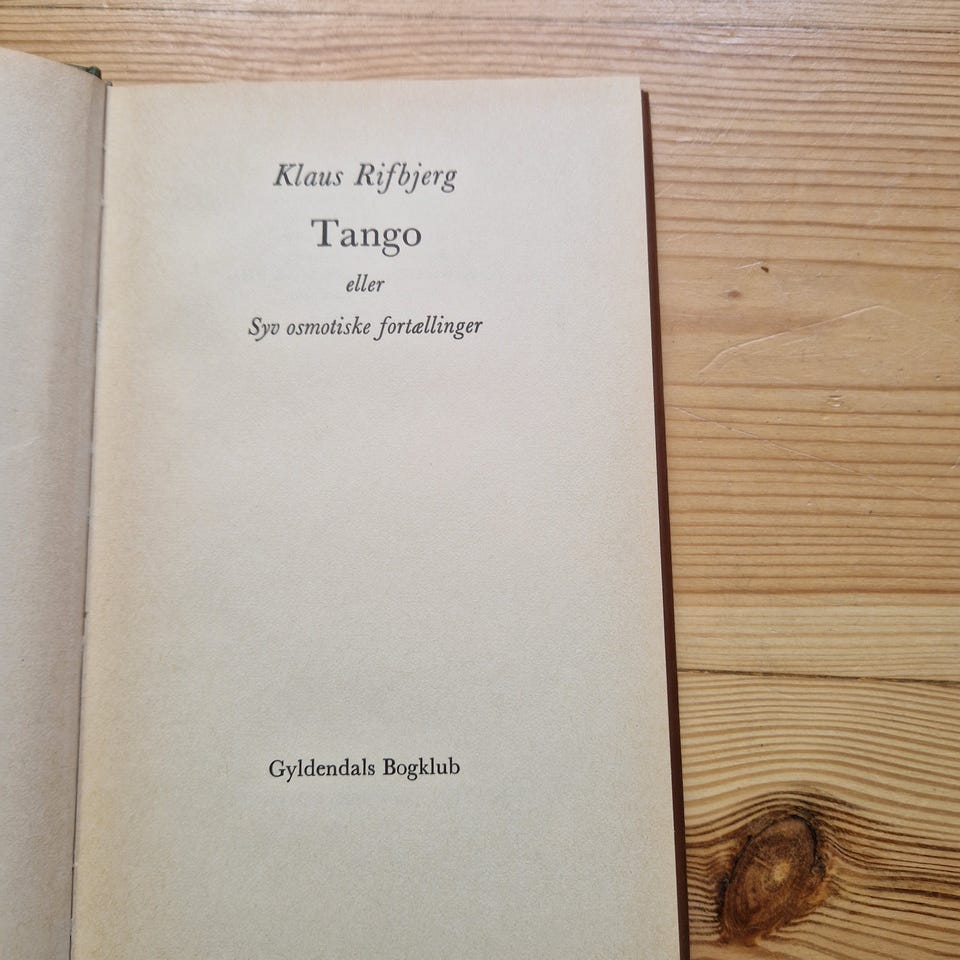 Klaus Rifbjerg
Tango
eller
Syv osmotiske fortællinger
Gyldendals Bogklub